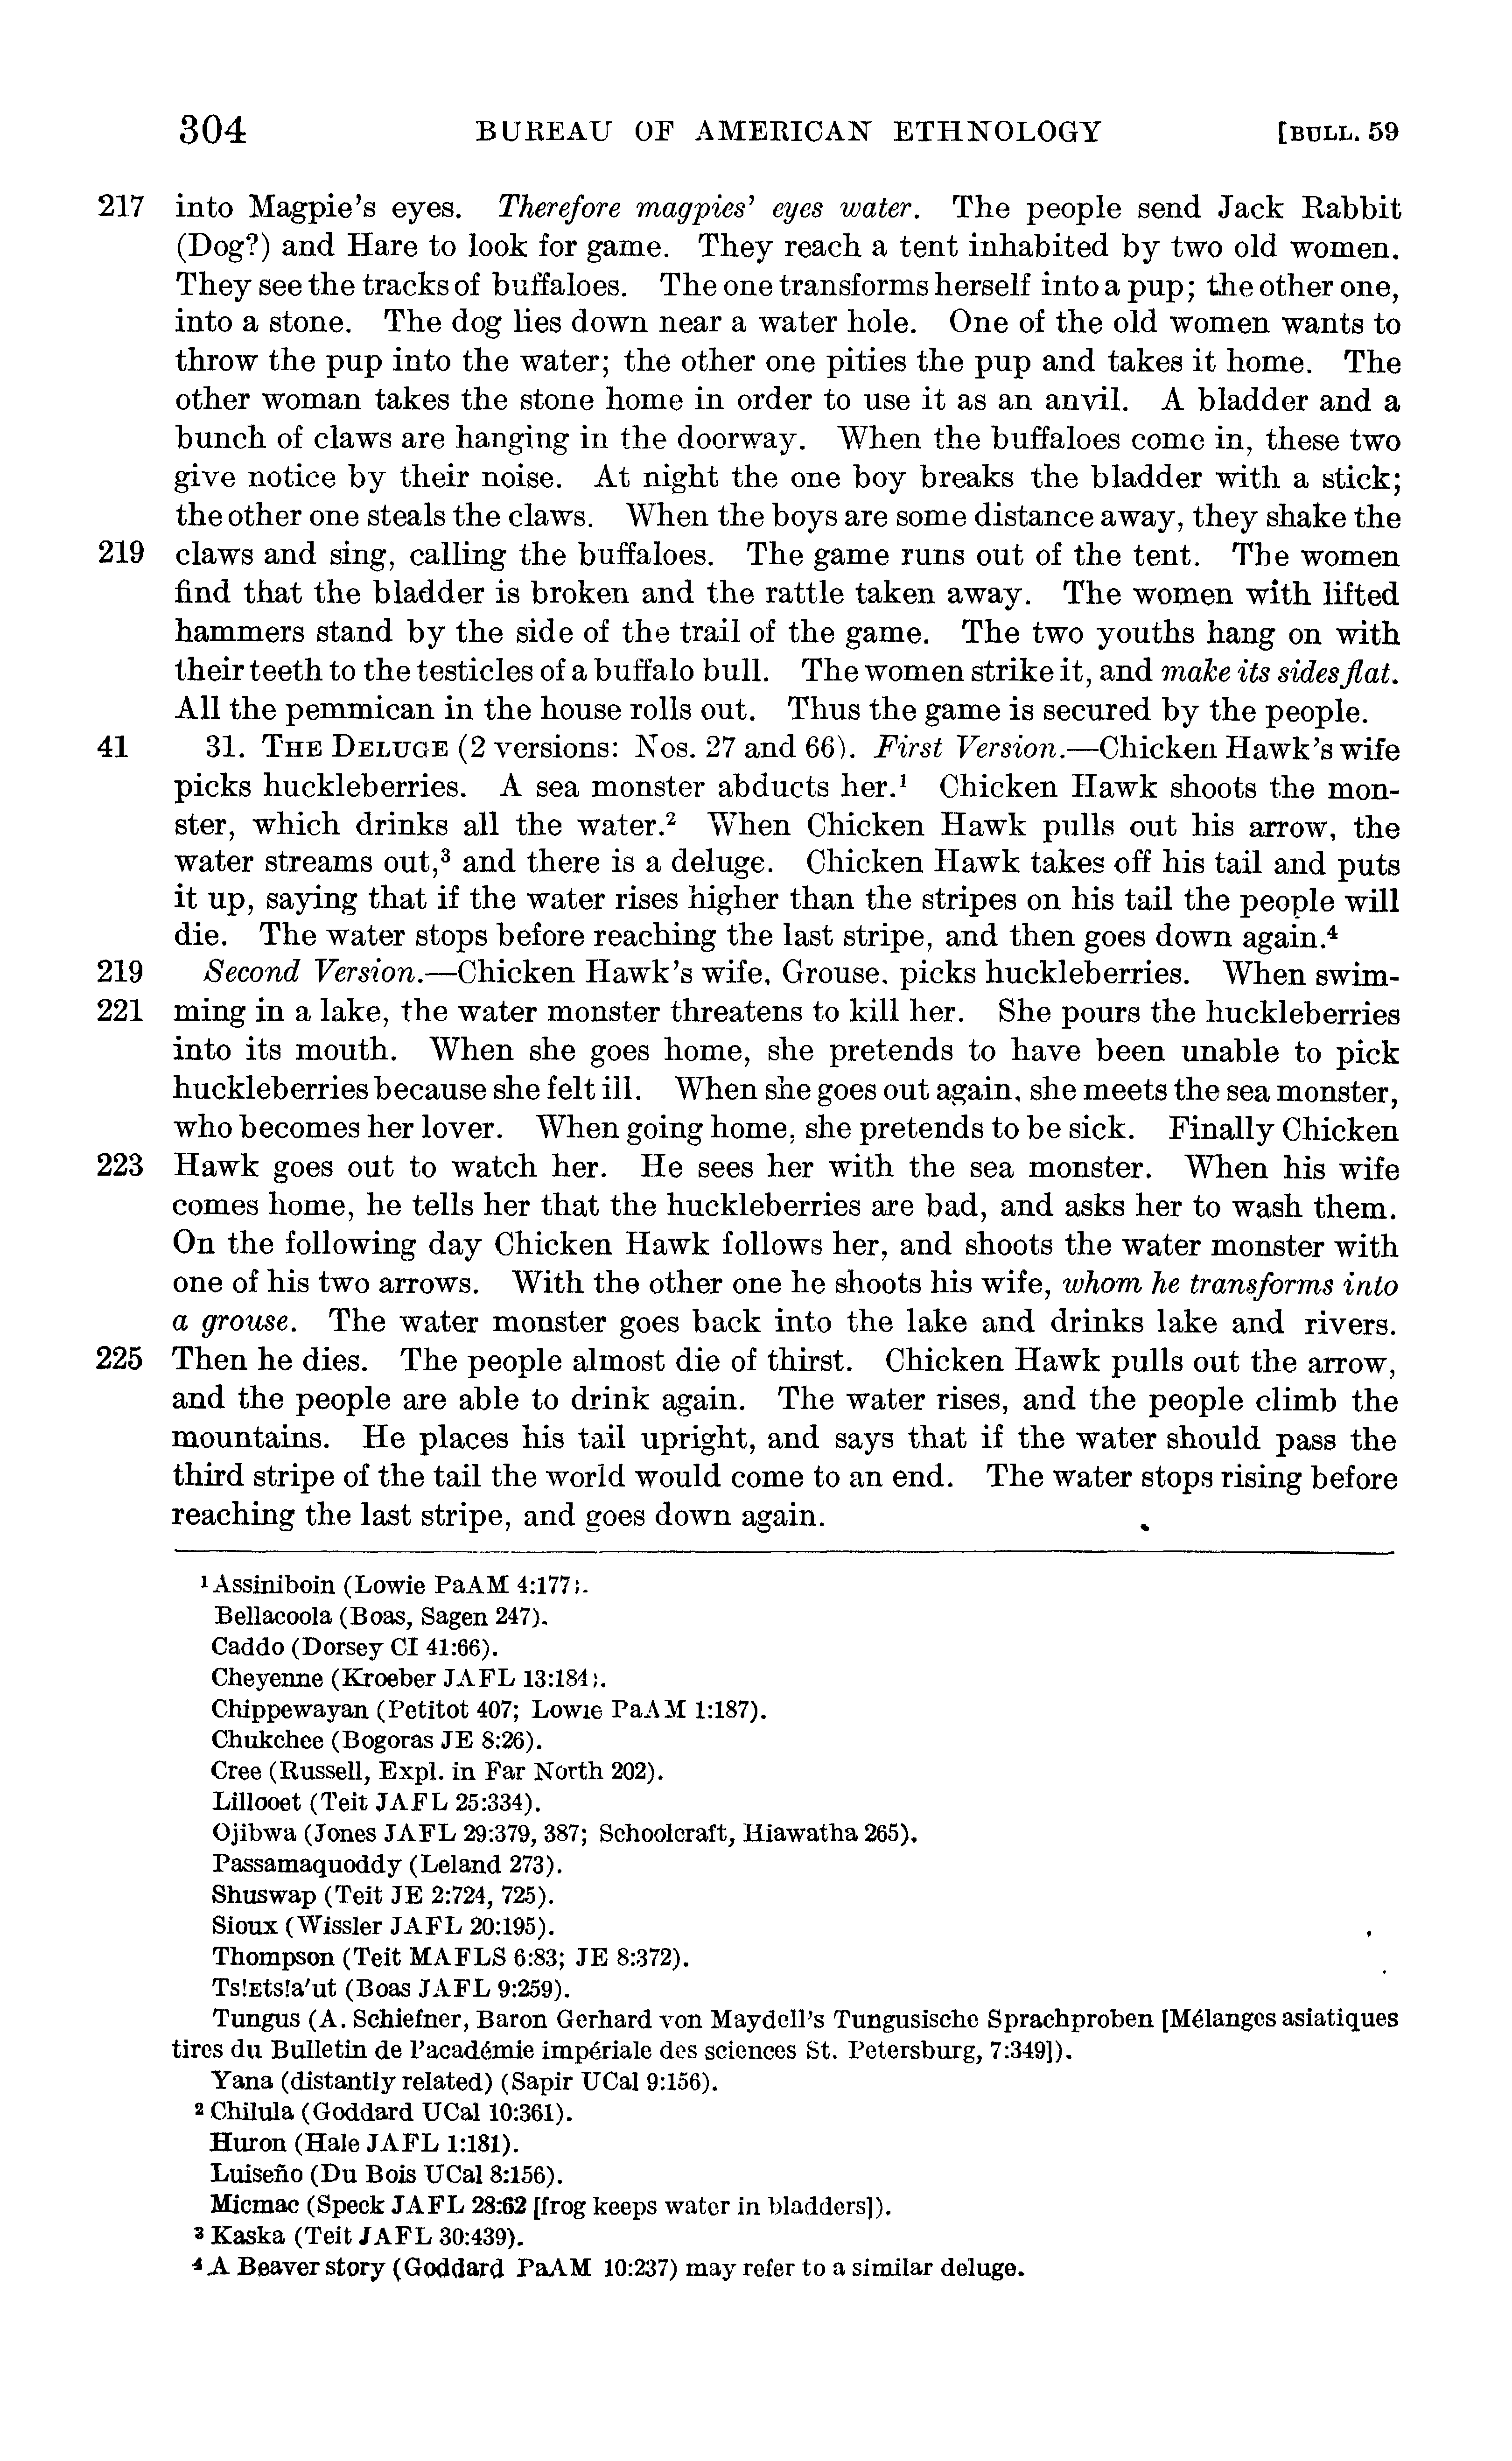 304 BUREAU OF AMERICAN ETHNOLOGY [BULL. 59
217 into Magpie's eyes. Therefore magpies' eyes water. The people send Jack Rabbit
(Dog?) and Hare to look for game. They reach a tent inhabited by two old women.
They see the tracks of buffaloes. The one transforms herself into a pup; the other one,
into a stone. The dog lies down near a water hole. One of the old women wants to
throw the pup into the water; the other one pities the pup and takes it home. The
other woman takes the stone home in order to use it as an anvil. A bladder and a
bunch of claws are hanging in the doorway. When the buffaloes come in, these two
give notice by their noise. At night the one boy breaks the bladder with a stick;
the other one steals the claws. When the boys are some distance away, they shake the
219 claws and sing, calling the buffaloes. The game runs out of the tent. The women
find that the bladder is broken and the rattle taken away. The women with lifted
hammers stand by the side of the trail of the game. The two youths hang on with
their teeth to the testicles of a buffalo bull. The women strike it, and make its sides flat.
All the pemmican in the house rolls out. Thus the game is secured by the people.
41 31. THE DELUGE (2 versions: Nos. 27 and 66). First Version.—Chicken Hawk's wife
picks huckleberries. A sea monster abducts her.¹ Chicken Hawk shoots the mon-
ster, which drinks all the water.² When Chicken Hawk pulls out his arrow, the
water streams out,³ and there is a deluge. Chicken Hawk takes off his tail and puts
it up, saying that if the water rises higher than the stripes on his tail the people will
die. The water stops before reaching the last stripe, and then goes down again.⁴
219 Second Version.—Chicken Hawk's wife, Grouse, picks huckleberries. When swim-
221 ming in a lake, the water monster threatens to kill her. She pours the huckleberries
into its mouth. When she goes home, she pretends to have been unable to pick
huckleberries because she felt ill. When she goes out again, she meets the sea monster,
who becomes her lover. When going home, she pretends to be sick. Finally Chicken
223 Hawk goes out to watch her. He sees her with the sea monster. When his wife
comes home, he tells her that the huckleberries are bad, and asks her to wash them.
On the following day Chicken Hawk follows her, and shoots the water monster with
one of his two arrows. With the other one he shoots his wife, whom he transforms into
a grouse. The water monster goes back into the lake and drinks lake and rivers.
225 Then he dies. The people almost die of thirst. Chicken Hawk pulls out the arrow,
and the people are able to drink again. The water rises, and the people climb the
mountains. He places his tail upright, and says that if the water should pass the
third stripe of the tail the world would come to an end. The water stops rising before
reaching the last stripe, and goes down again.
¹ Assiniboin (Lowie PaAM 4:177).
Bellacoola (Boas, Sagen 247).
Caddo (Dorsey CI 41:66).
Cheyenne (Kroeber JAFL 13:184).
Chippewayan (Petitot 407; Lowie PaAM 1:187).
Chukchee (Bogoras JE 8:26).
Cree (Russell, Expl. in Far North 202).
Lillooet (Teit JAFL 25:334).
Ojibwa (Jones JAFL 29:379, 387; Schoolcraft, Hiawatha 265).
Passamaquoddy (Leland 273).
Shuswap (Teit JE 2:724, 725).
Sioux (Wissler JAFL 20:195).
Thompson (Teit MAFLS 6:83; JE 8:372).
Ts!Ets!a'ut (Boas JAFL 9:259).
Tungus (A. Schiefner, Baron Gerhard von Maydell's Tungusische Sprachproben [Mélanges asiatiques
tires du Bulletin de l'académie impériale des sciences St. Petersburg, 7:349]).
Yana (distantly related) (Sapir UCal 9:156).
² Chilula (Goddard UCal 10:361).
Huron (Hale JAFL 1:181).
Luiseño (Du Bois UCal 8:156).
Micmac (Speck JAFL 28:62 [frog keeps water in bladders]).
³ Kaska (Teit JAFL 30:439).
⁴ A Beaver story (Goddard PaAM 10:237) may refer to a similar deluge.